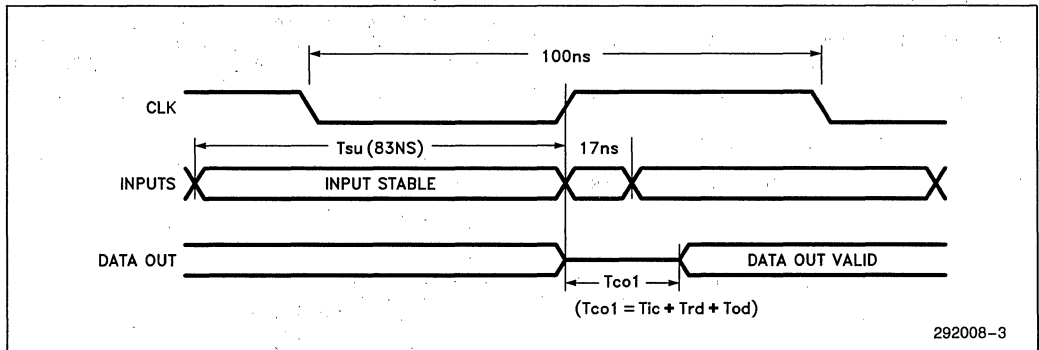 100ns
CLK
Tsu (83NS) 17ns
INPUTS INPUT STABLE
DATA OUT DATA OUT VALID
Tco1
(Tco1 = Tic + Trd + Tod)
292008-3